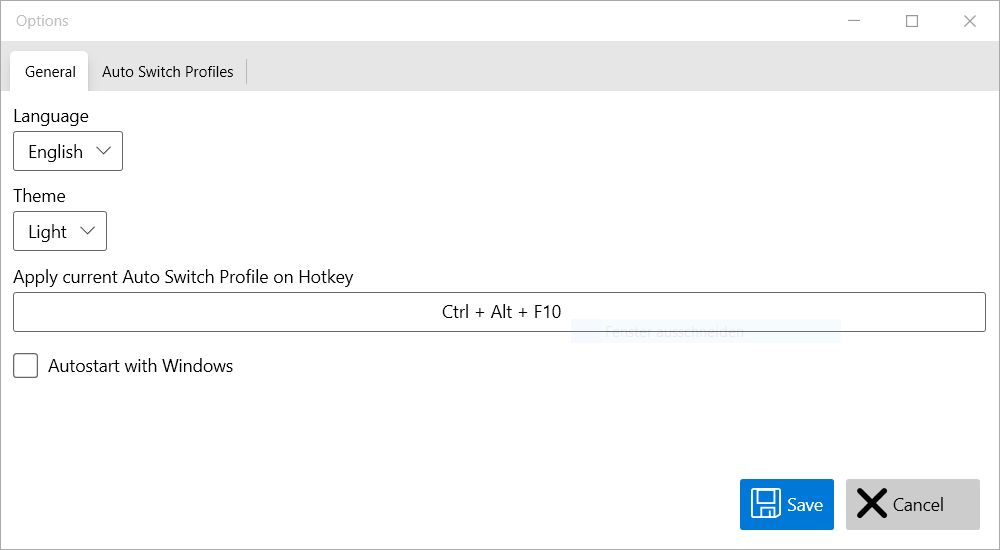 Options
General Auto Switch Profiles
Language
English
Theme
Light
Apply current Auto Switch Profile on Hotkey
Ctrl + Alt + F10
Fenster ausschneiden
Autostart with Windows
Save Cancel